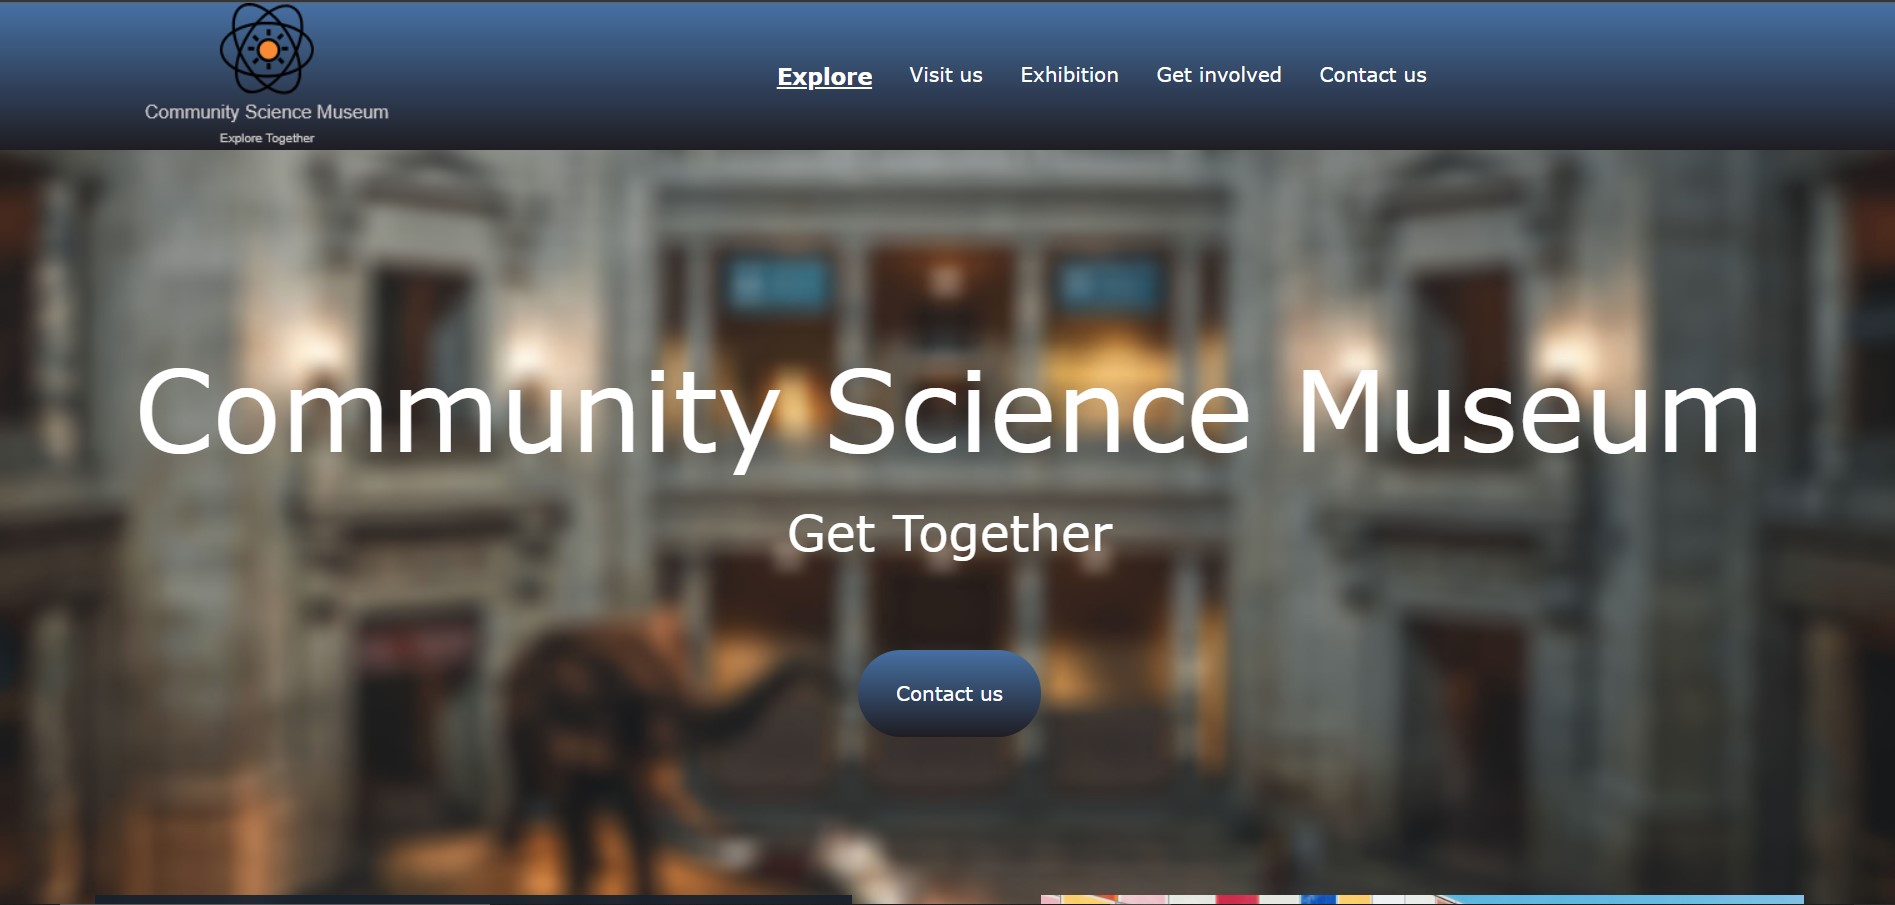 Community Science Museum
Explore Together
Explore Visit us Exhibition Get involved Contact us
Community Science Museum
Get Together
Contact us